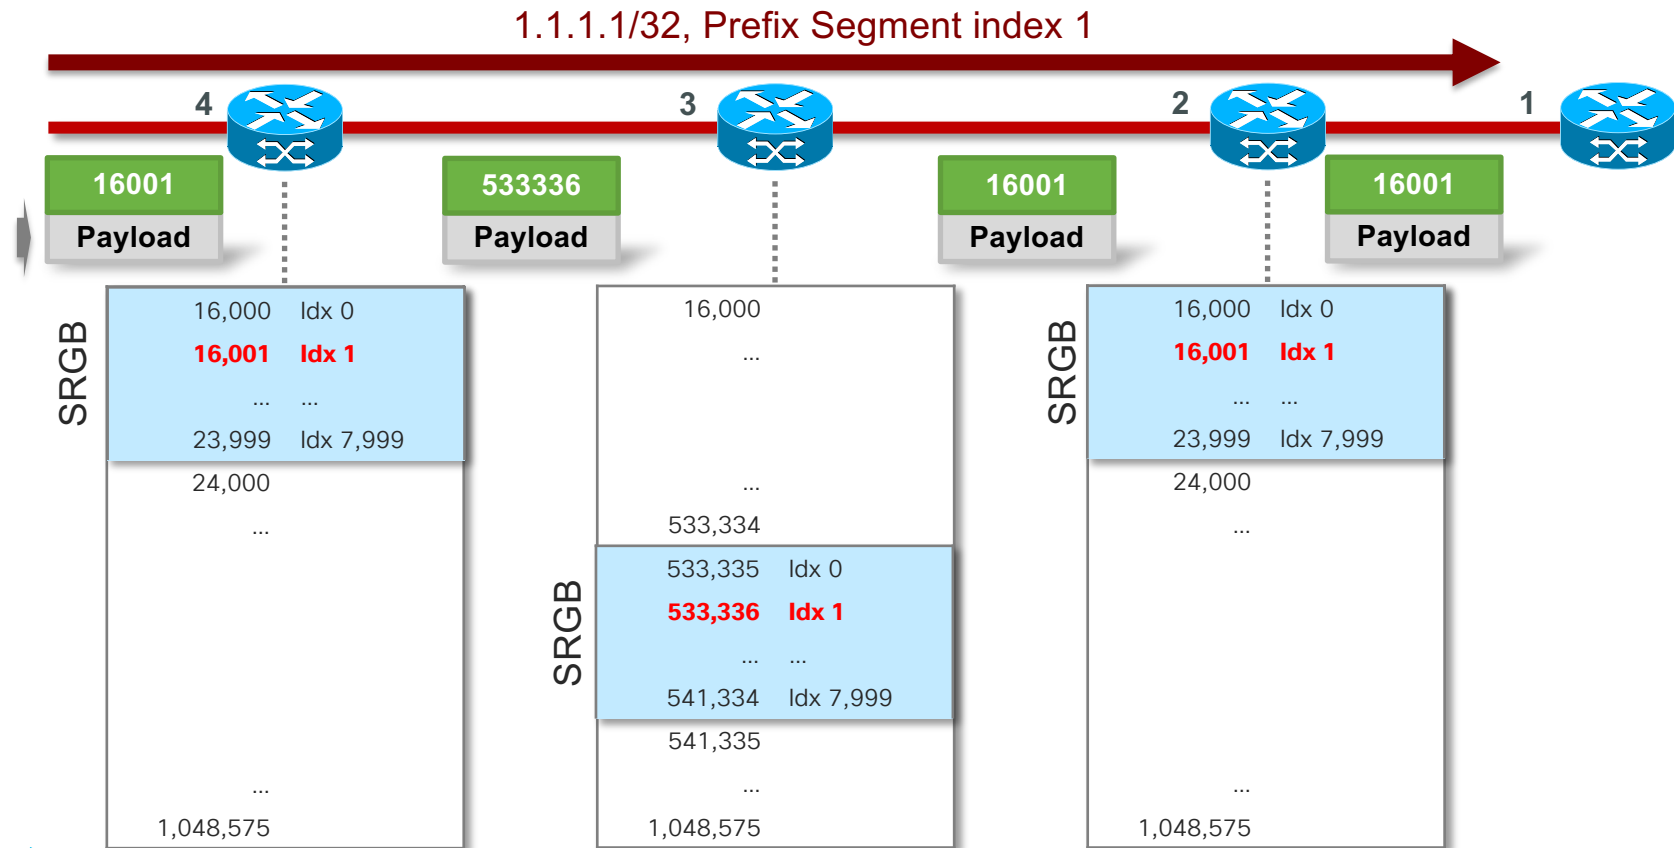 1.1.1.1/32, Prefix Segment index 1
4
3
2
1
16001
Payload
533336
Payload
16001
Payload
16001
Payload
SRGB
16,000 Idx 0
16,001 Idx 1
... ...
23,999 Idx 7,999
24,000
...
...
1,048,575
16,000
...
...
533,334
SRGB
533,335 Idx 0
533,336 Idx 1
... ...
541,334 Idx 7,999
541,335
...
1,048,575
SRGB
16,000 Idx 0
16,001 Idx 1
... ...
23,999 Idx 7,999
24,000
...
...
1,048,575